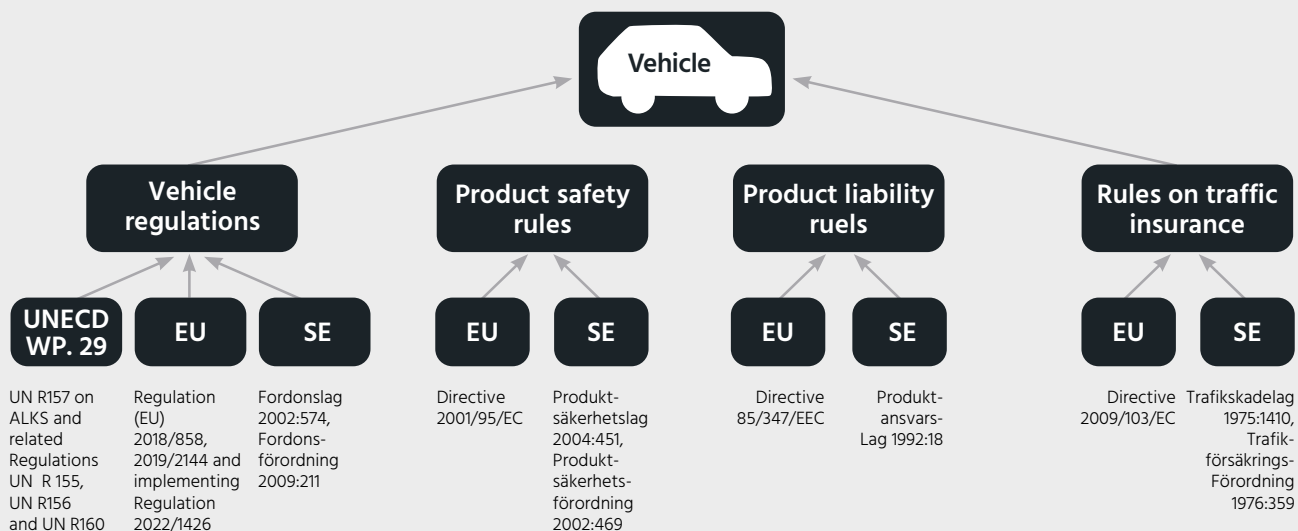 Vehicle
Vehicle
regulations
Product safety
rules
Product liability
ruels
Rules on traffic
insurance
UNECD
WP. 29
EU
SE
EU
SE
EU
SE
EU
SE
UN R157 on
ALKS and
related
Regulations
UN R 155,
UN R156
and UN R160
Regulation
(EU)
2018/858,
2019/2144 and
implementing
Regulation
2022/1426
Fordonslag
2002:574,
Fordons-
förordning
2009:211
Directive
2001/95/EC
Produkt-
säkerhetslag
2004:451,
Produkt-
säkerhets-
förordning
2002:469
Directive
85/347/EEC
Produkt-
ansvars-
Lag 1992:18
Directive
2009/103/EC
Trafikskadelag
1975:1410,
Trafik-
försäkrings-
Förordning
1976:359